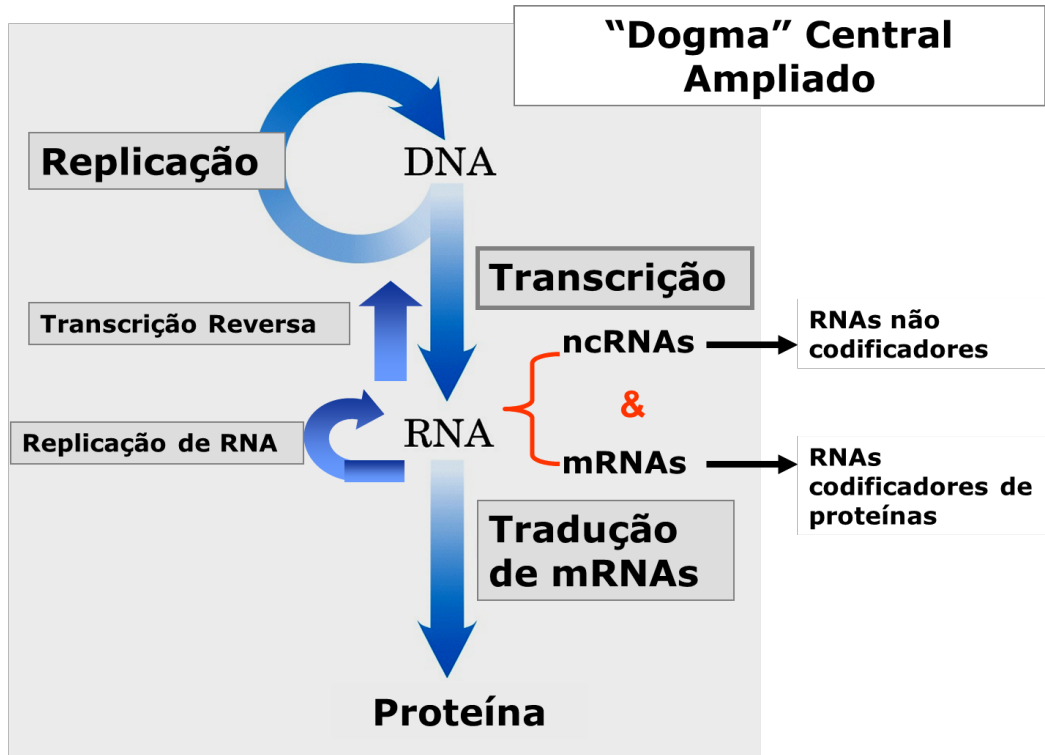 “Dogma” Central
Ampliado
Replicação
DNA
Transcrição
Transcrição Reversa
ncRNAs
RNAs não
codificadores
&
Replicação de RNA
RNA
mRNAs
RNAs
codificadores de
proteínas
Tradução
de mRNAs
Proteína